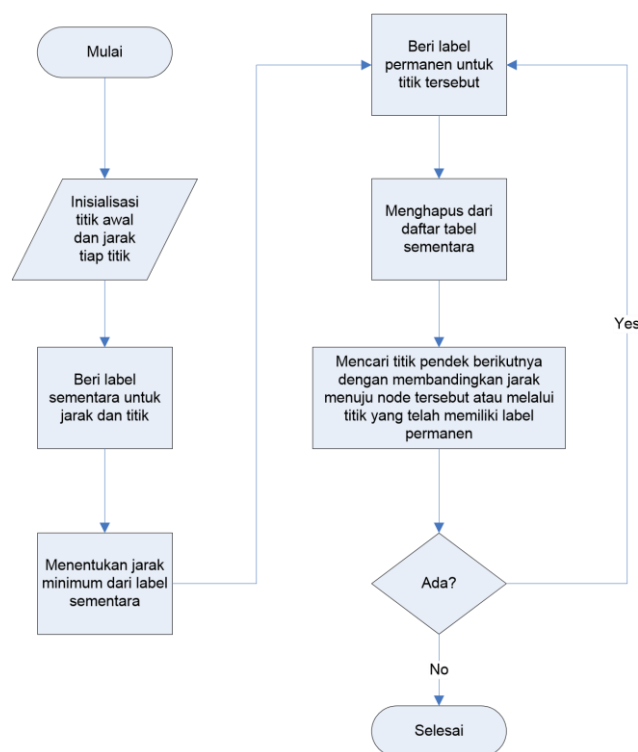 Mulai
Inisialisasi
titik awal
dan jarak
tiap titik
Beri label
sementara untuk
jarak dan titik
Menentukan jarak
minimum dari label
sementara
Beri label
permanen untuk
titik tersebut
Menghapus dari
daftar tabel
sementara
Mencari titik pendek berikutnya
dengan membandingkan jarak
menuju node tersebut atau melalui
titik yang telah memiliki label
permanen
Ada?
Yes
No
Selesai